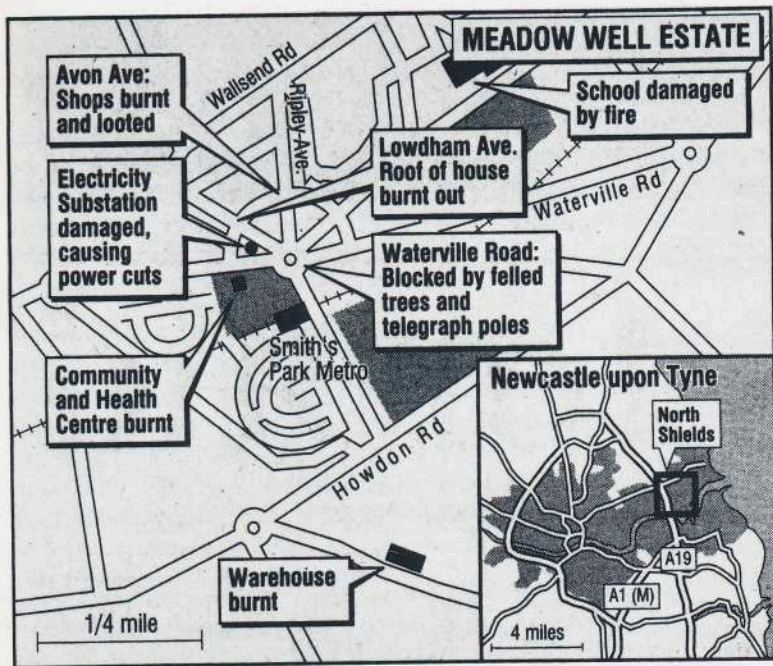 MEADOW WELL ESTATE
Avon Ave:
Shops burnt
and looted
Wallsend Rd
Ripley Ave.
School damaged
by fire
Lowdham Ave.
Roof of house
burnt out
Electricity
Substation
damaged,
causing
power cuts
Waterville Rd
Waterville Road:
Blocked by felled
trees and
telegraph poles
Smith's
Park Metro
Community
and Health
Centre burnt
Howdon Rd
Warehouse
burnt
1/4 mile
Newcastle upon Tyne
North
Shields
A19
A1 (M)
4 miles